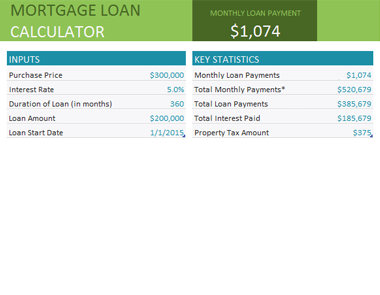 MORTGAGE LOAN
CALCULATOR
MONTHLY LOAN PAYMENT
$1,074
INPUTS
Purchase Price $300,000
Interest Rate 5.0%
Duration of Loan (in months) 360
Loan Amount $200,000
Loan Start Date 1/1/2015
KEY STATISTICS
Monthly Loan Payments $1,074
Total Monthly Payments* $520,679
Total Loan Payments $385,679
Total Interest Paid $185,679
Property Tax Amount $375